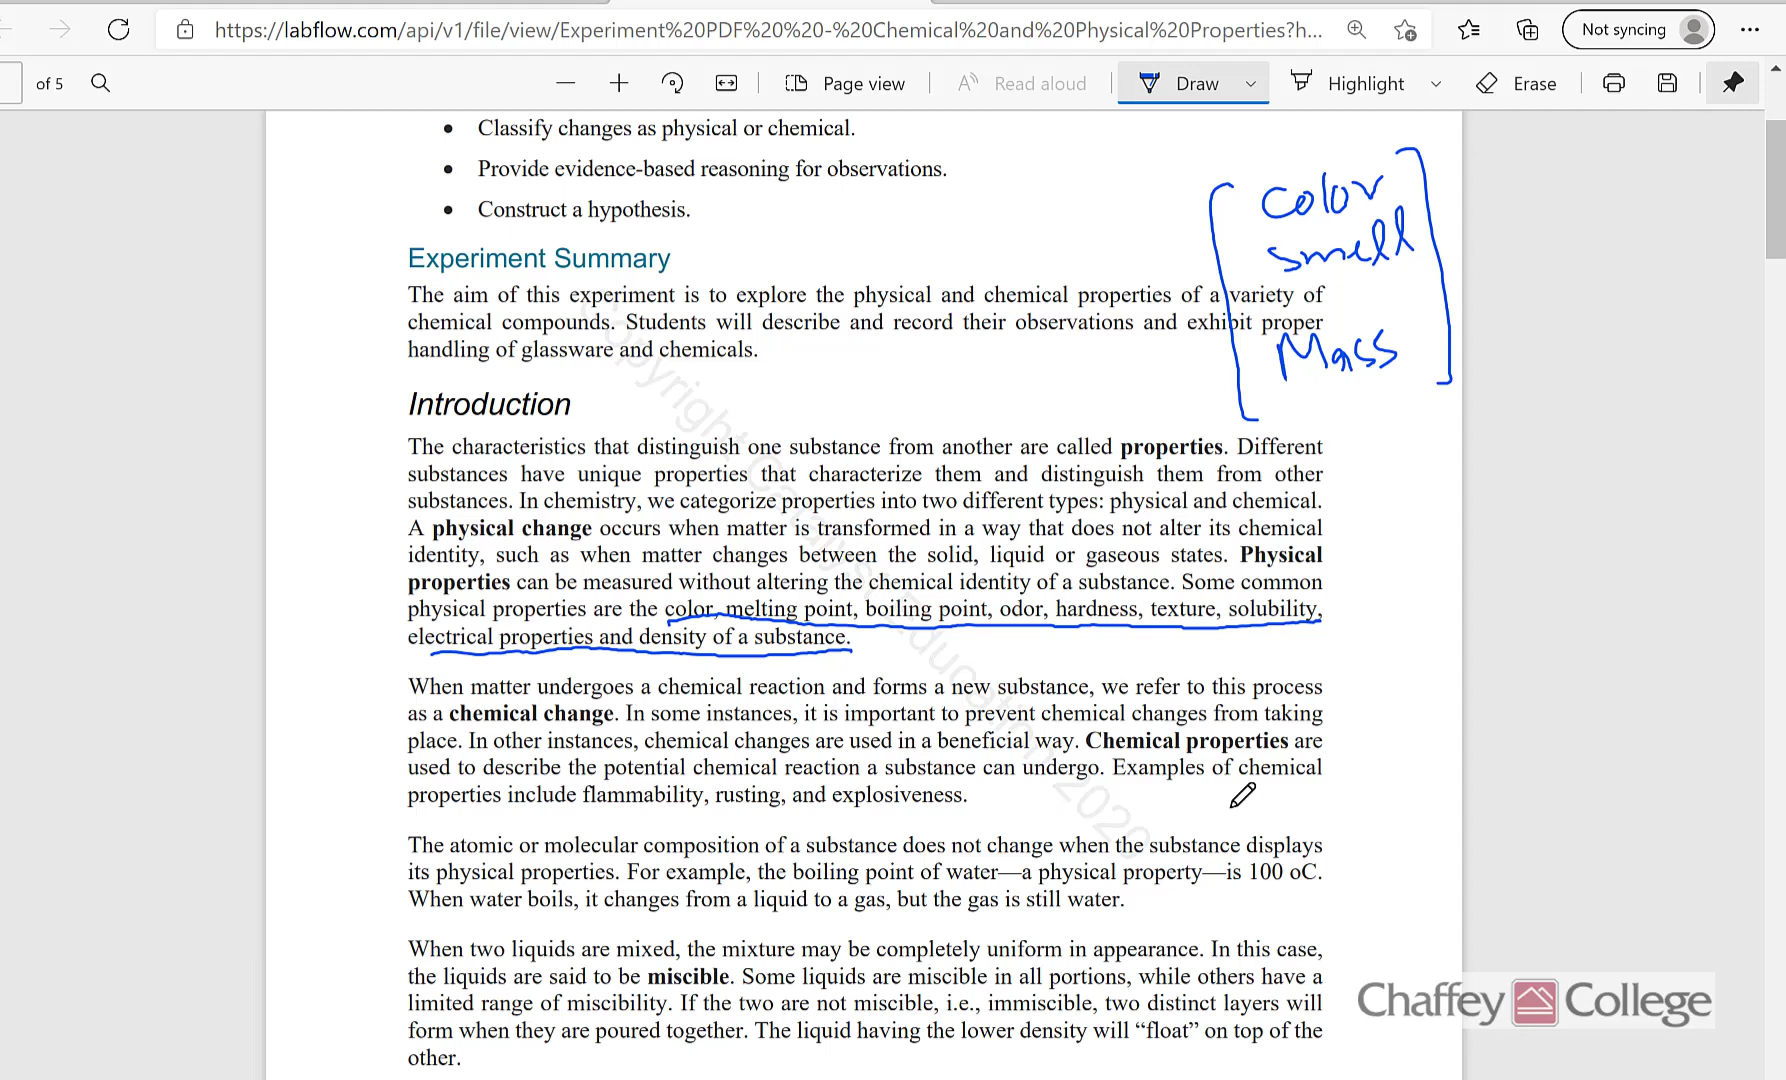 https://labflow.com/api/v1/file/view/Experiment%20PDF%20%20-%20Chemical%20and%20Physical%20Properties?h...
Not syncing
of 5
Page view
Read aloud
Draw
Highlight
Erase
• Classify changes as physical or chemical.
• Provide evidence-based reasoning for observations.
• Construct a hypothesis.
color
smell
Mass
Experiment Summary
The aim of this experiment is to explore the physical and chemical properties of a variety of
chemical compounds. Students will describe and record their observations and exhibit proper
handling of glassware and chemicals.
Introduction
The characteristics that distinguish one substance from another are called properties. Different
substances have unique properties that characterize them and distinguish them from other
substances. In chemistry, we categorize properties into two different types: physical and chemical.
A physical change occurs when matter is transformed in a way that does not alter its chemical
identity, such as when matter changes between the solid, liquid or gaseous states. Physical
properties can be measured without altering the chemical identity of a substance. Some common
physical properties are the color, melting point, boiling point, odor, hardness, texture, solubility,
electrical properties and density of a substance.
When matter undergoes a chemical reaction and forms a new substance, we refer to this process
as a chemical change. In some instances, it is important to prevent chemical changes from taking
place. In other instances, chemical changes are used in a beneficial way. Chemical properties are
used to describe the potential chemical reaction a substance can undergo. Examples of chemical
properties include flammability, rusting, and explosiveness.
The atomic or molecular composition of a substance does not change when the substance displays
its physical properties. For example, the boiling point of water—a physical property—is 100 oC.
When water boils, it changes from a liquid to a gas, but the gas is still water.
When two liquids are mixed, the mixture may be completely uniform in appearance. In this case,
the liquids are said to be miscible. Some liquids are miscible in all portions, while others have a
limited range of miscibility. If the two are not miscible, i.e., immiscible, two distinct layers will
form when they are poured together. The liquid having the lower density will “float” on top of the
other.
Copyright Catalyst Education 2020
Chaffey College